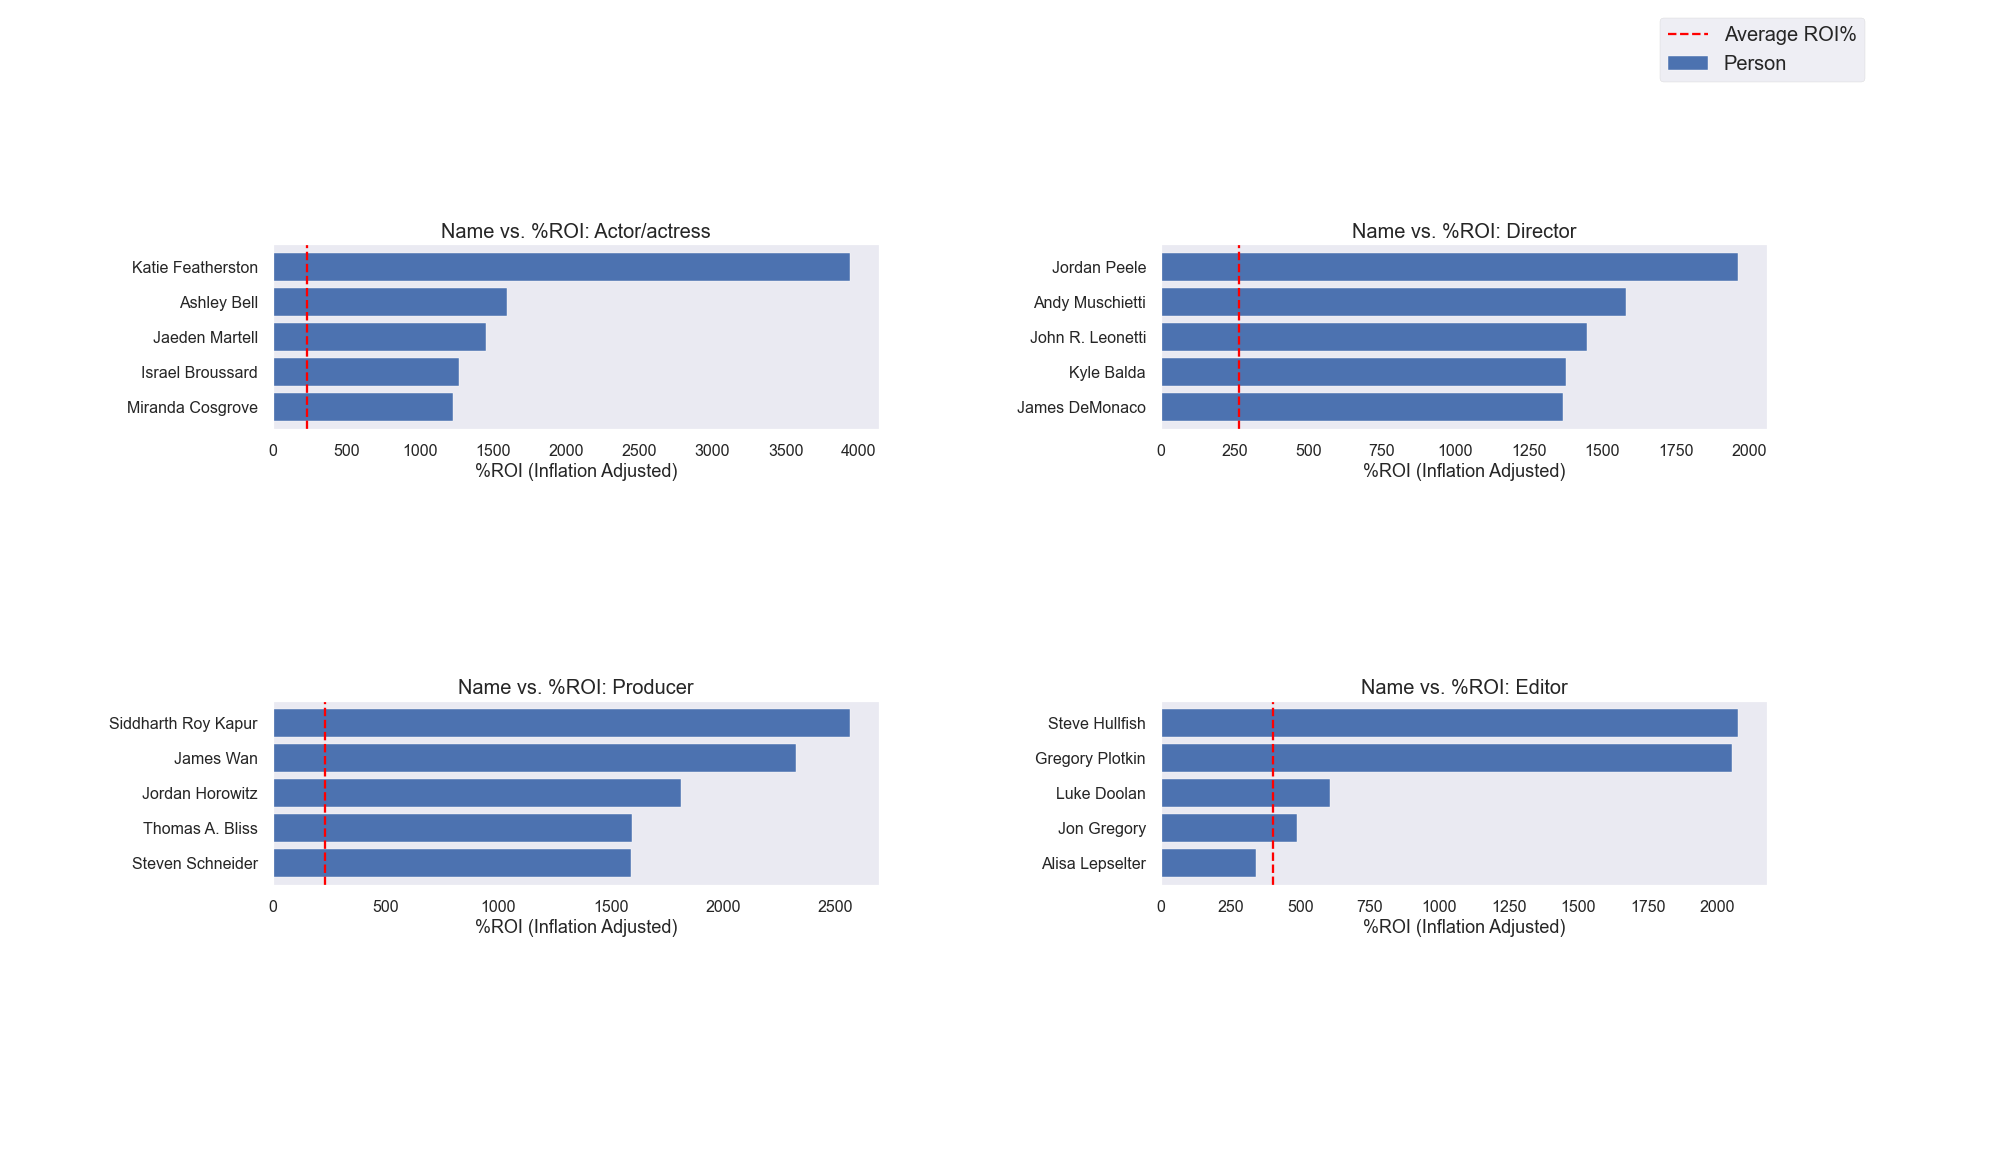 Average ROI%
Person
Name vs. %ROI: Actor/actress
Katie Featherston
Ashley Bell
Jaeden Martell
Israel Broussard
Miranda Cosgrove
0 500 1000 1500 2000 2500 3000 3500 4000
%ROI (Inflation Adjusted)
Name vs. %ROI: Director
Jordan Peele
Andy Muschietti
John R. Leonetti
Kyle Balda
James DeMonaco
0 250 500 750 1000 1250 1500 1750 2000
%ROI (Inflation Adjusted)
Name vs. %ROI: Producer
Siddharth Roy Kapur
James Wan
Jordan Horowitz
Thomas A. Bliss
Steven Schneider
0 500 1000 1500 2000 2500
%ROI (Inflation Adjusted)
Name vs. %ROI: Editor
Steve Hullfish
Gregory Plotkin
Luke Doolan
Jon Gregory
Alisa Lepselter
0 250 500 750 1000 1250 1500 1750 2000
%ROI (Inflation Adjusted)